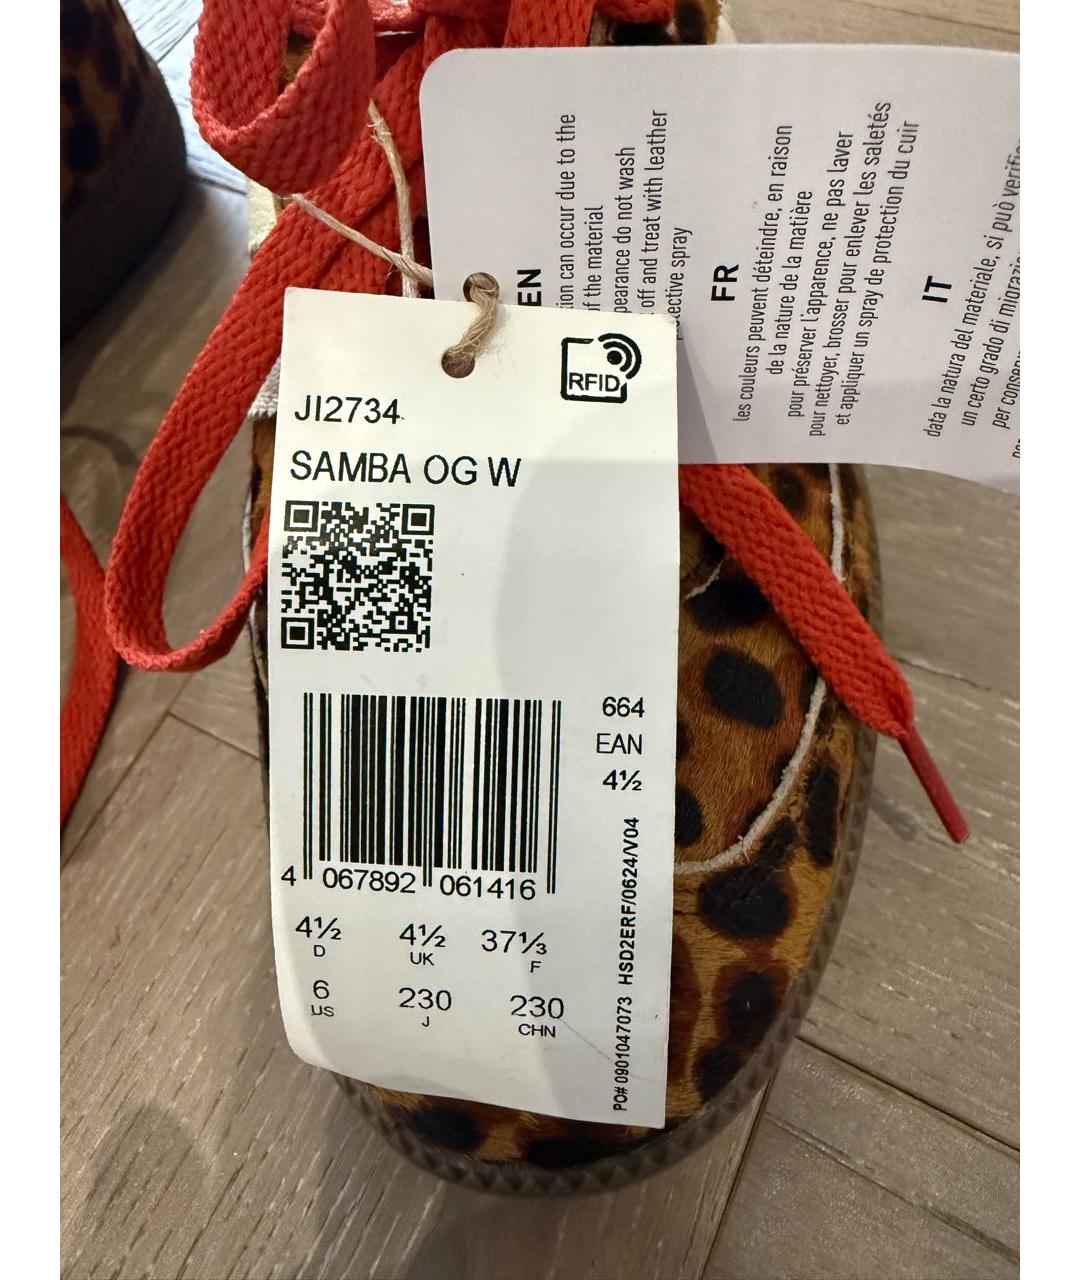 EN
ion can occur due to the
of the material
pearance do not wash
off and treat with leather
protective spray
FR
les couleurs peuvent déteindre, en raison
de la nature de la matière
pour préserver l'apparence, ne pas laver
pour nettoyer, brosser pour enlever les saletés
et appliquer un spray de protection du cuir
IT
data la natura del materiale, si può
un certo grado di
per
RFID
JI2734
SAMBA OG W
664
EAN
4½
4 067892 061416
4½ 4½ 37⅓
D UK F
6 230 230
US J CHN
PO# 0901047073 HSD2ERF/0624/V04